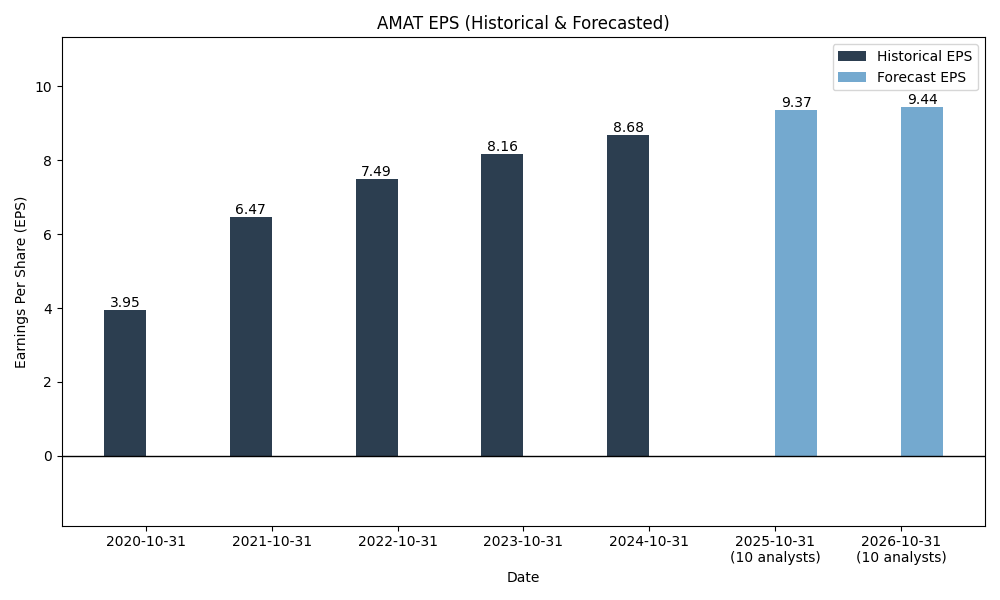 AMAT EPS (Historical & Forecasted)
Historical EPS
Forecast EPS
Earnings Per Share (EPS)
10
8
6
4
2
0
3.95
6.47
7.49
8.16
8.68
9.37
9.44
2020-10-31
2021-10-31
2022-10-31
2023-10-31
2024-10-31
2025-10-31
(10 analysts)
2026-10-31
(10 analysts)
Date